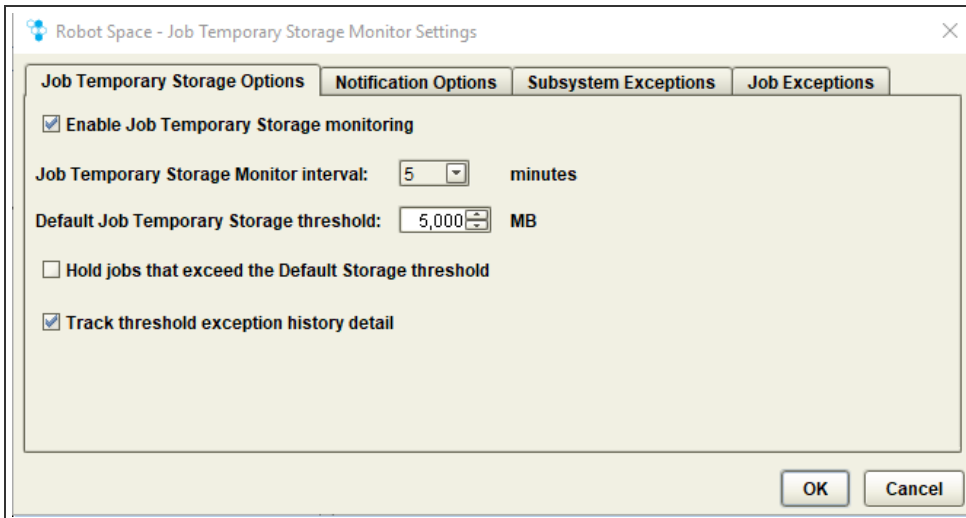 Robot Space - Job Temporary Storage Monitor Settings
Job Temporary Storage Options Notification Options Subsystem Exceptions Job Exceptions
Enable Job Temporary Storage monitoring
Job Temporary Storage Monitor interval: 5 minutes
Default Job Temporary Storage threshold: 5,000 MB
Hold jobs that exceed the Default Storage threshold
Track threshold exception history detail
OK Cancel